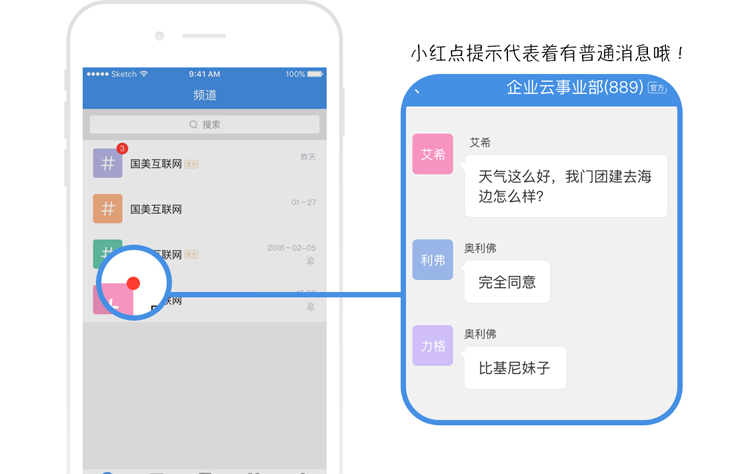 小红点提示代表着有普通消息哦！
Sketch 9:41 AM 100%
频道
搜索
3
国美互联网 官方 昨天
国美互联网 01-27
互联网 官方 2016-02-05
联网
企业云事业部(889) 官方
艾希
艾希
天气这么好，我门团建去海
边怎么样?
奥利佛
利弗
完全同意
奥利佛
力格
比基尼妹子